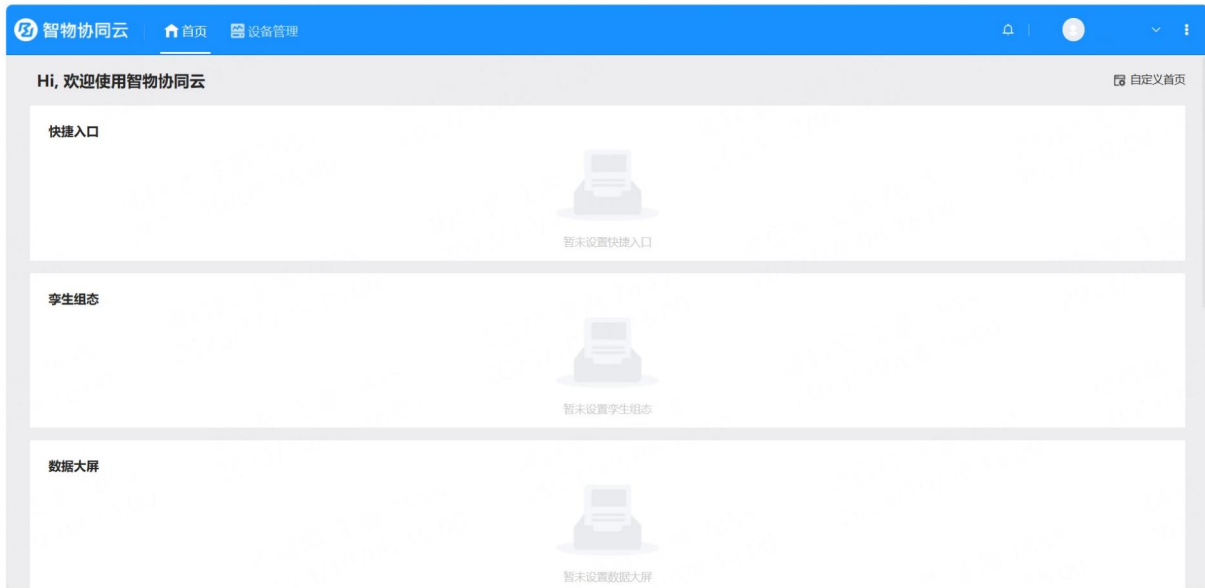 智物协同云 首页 设备管理
Hi, 欢迎使用智物协同云 自定义首页
快捷入口
暂未设置快捷入口
孪生组态
暂未设置孪生组态
数据大屏
暂未设置数据大屏